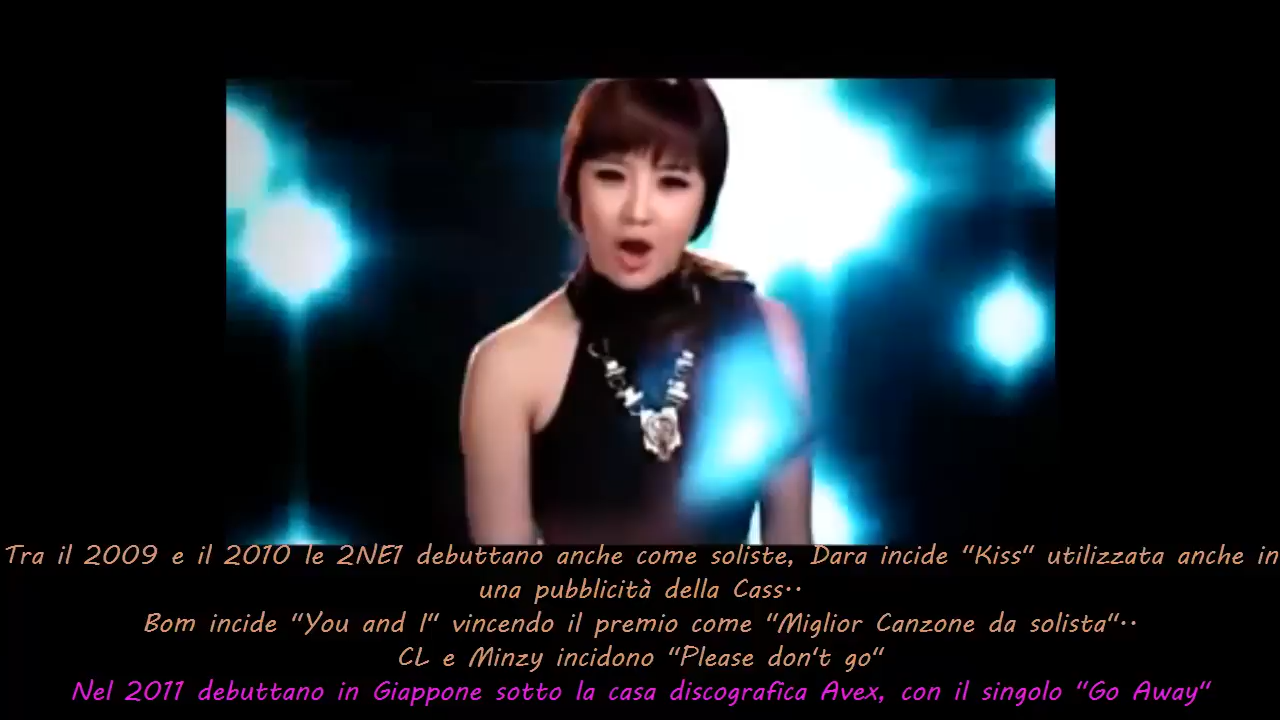 Tra il 2009 e il 2010 le 2NE1 debuttano anche come soliste, Dara incide "Kiss" utilizzata anche in
una pubblicità della Cass..
Bom incide "You and I" vincendo il premio come "Miglior Canzone da solista"..
CL e Minzy incidono "Please don't go"
Nel 2011 debuttano in Giappone sotto la casa discografica Avex, con il singolo "Go Away"